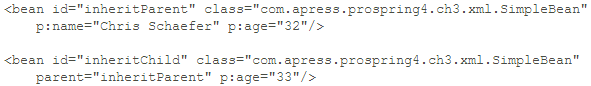 <bean id="inheritParent" class="com.apress.prospring4.ch3.xml.SimpleBean"
p:name="Chris Schaefer" p:age="32"/>
<bean id="inheritChild" class="com.apress.prospring4.ch3.xml.SimpleBean"
parent="inheritParent" p:age="33"/>